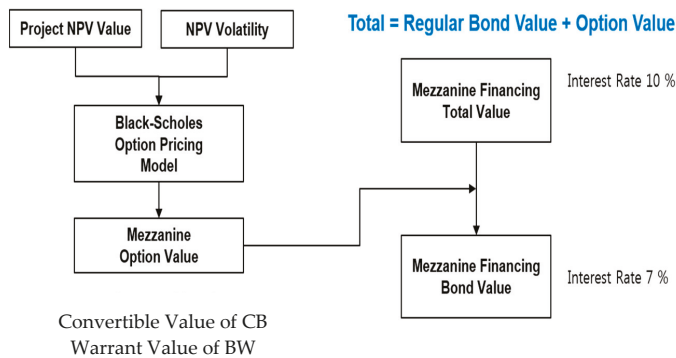 Project NPV Value
NPV Volatility
Total = Regular Bond Value + Option Value
Black-Scholes
Option Pricing
Model
Mezzanine
Option Value
Convertible Value of CB
Warrant Value of BW
Mezzanine Financing
Total Value
Interest Rate 10 %
Mezzanine Financing
Bond Value
Interest Rate 7 %